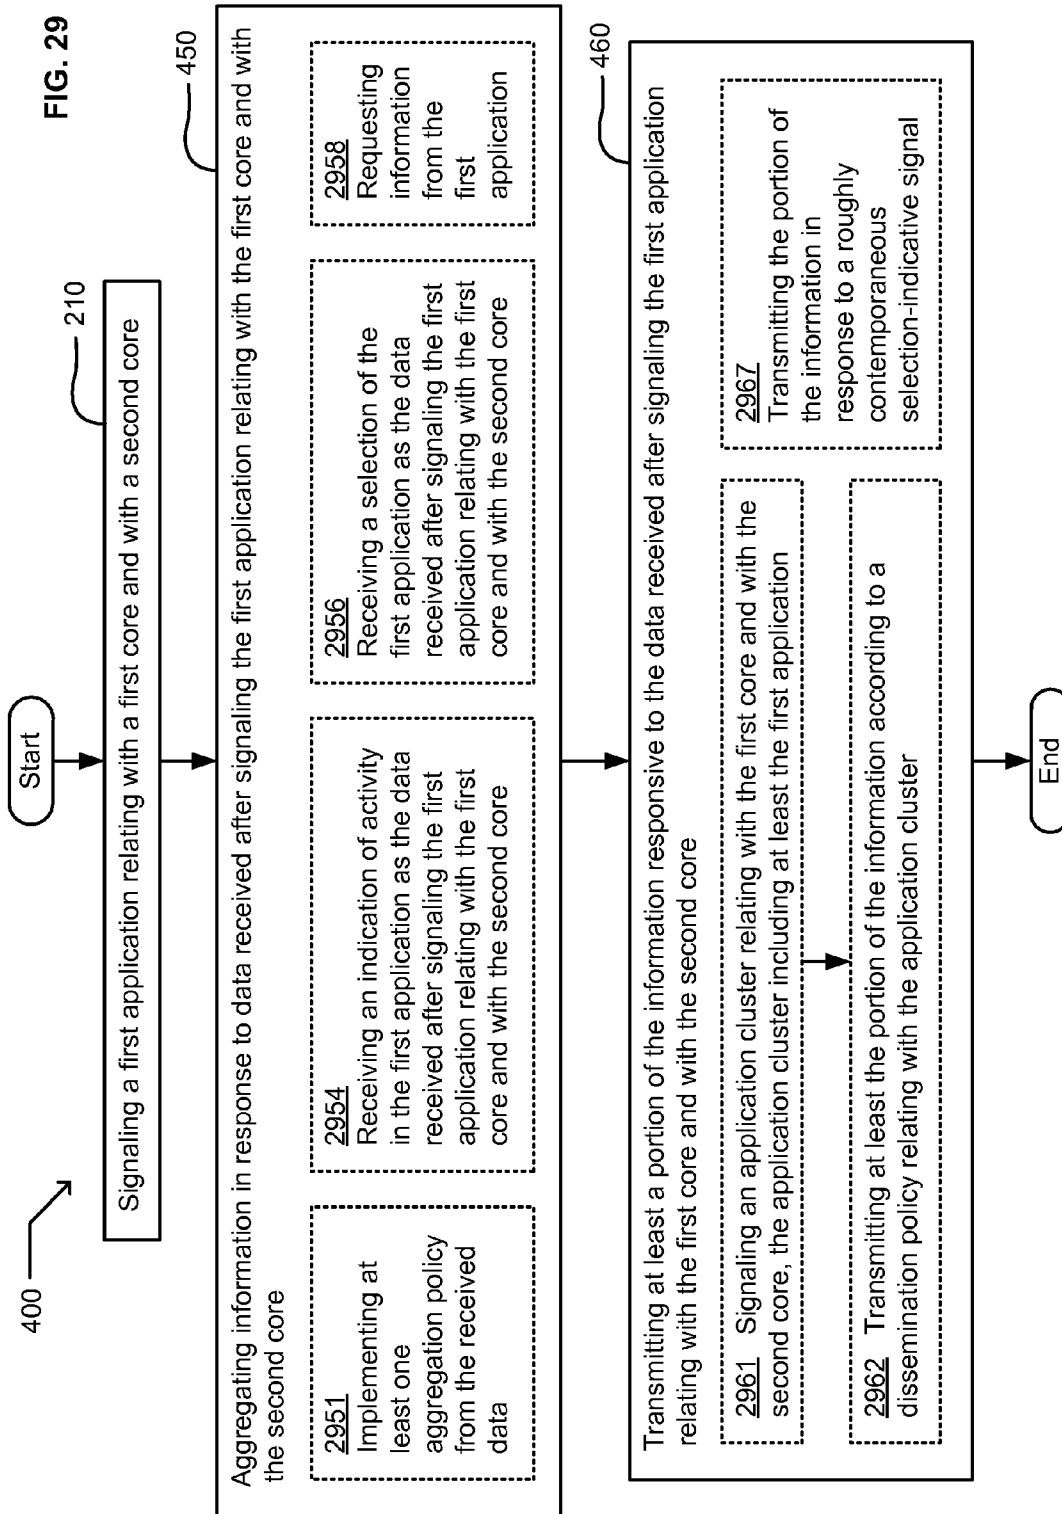 FIG. 29
400
Start
210
Signaling a first application relating with a first core and with a second core
450
Aggregating information in response to data received after signaling the first application relating with the first core and with
the second core
2951
Implementing at
least one
aggregation policy
from the received
data
2954
Receiving an indication of activity
in the first application as the data
received after signaling the first
application relating with the first
core and with the second core
2956
Receiving a selection of the
first application as the data
received after signaling the first
application relating with the first
core and with the second core
2958
Requesting
information
from the
first
application
460
Transmitting at least a portion of the information responsive to the data received after signaling the first application
relating with the first core and with the second core
2961 Signaling an application cluster relating with the first core and with the
second core, the application cluster including at least the first application
2962 Transmitting at least the portion of the information according to a
dissemination policy relating with the application cluster
2967
Transmitting the portion of
the information in
response to a roughly
contemporaneous
selection-indicative signal
End